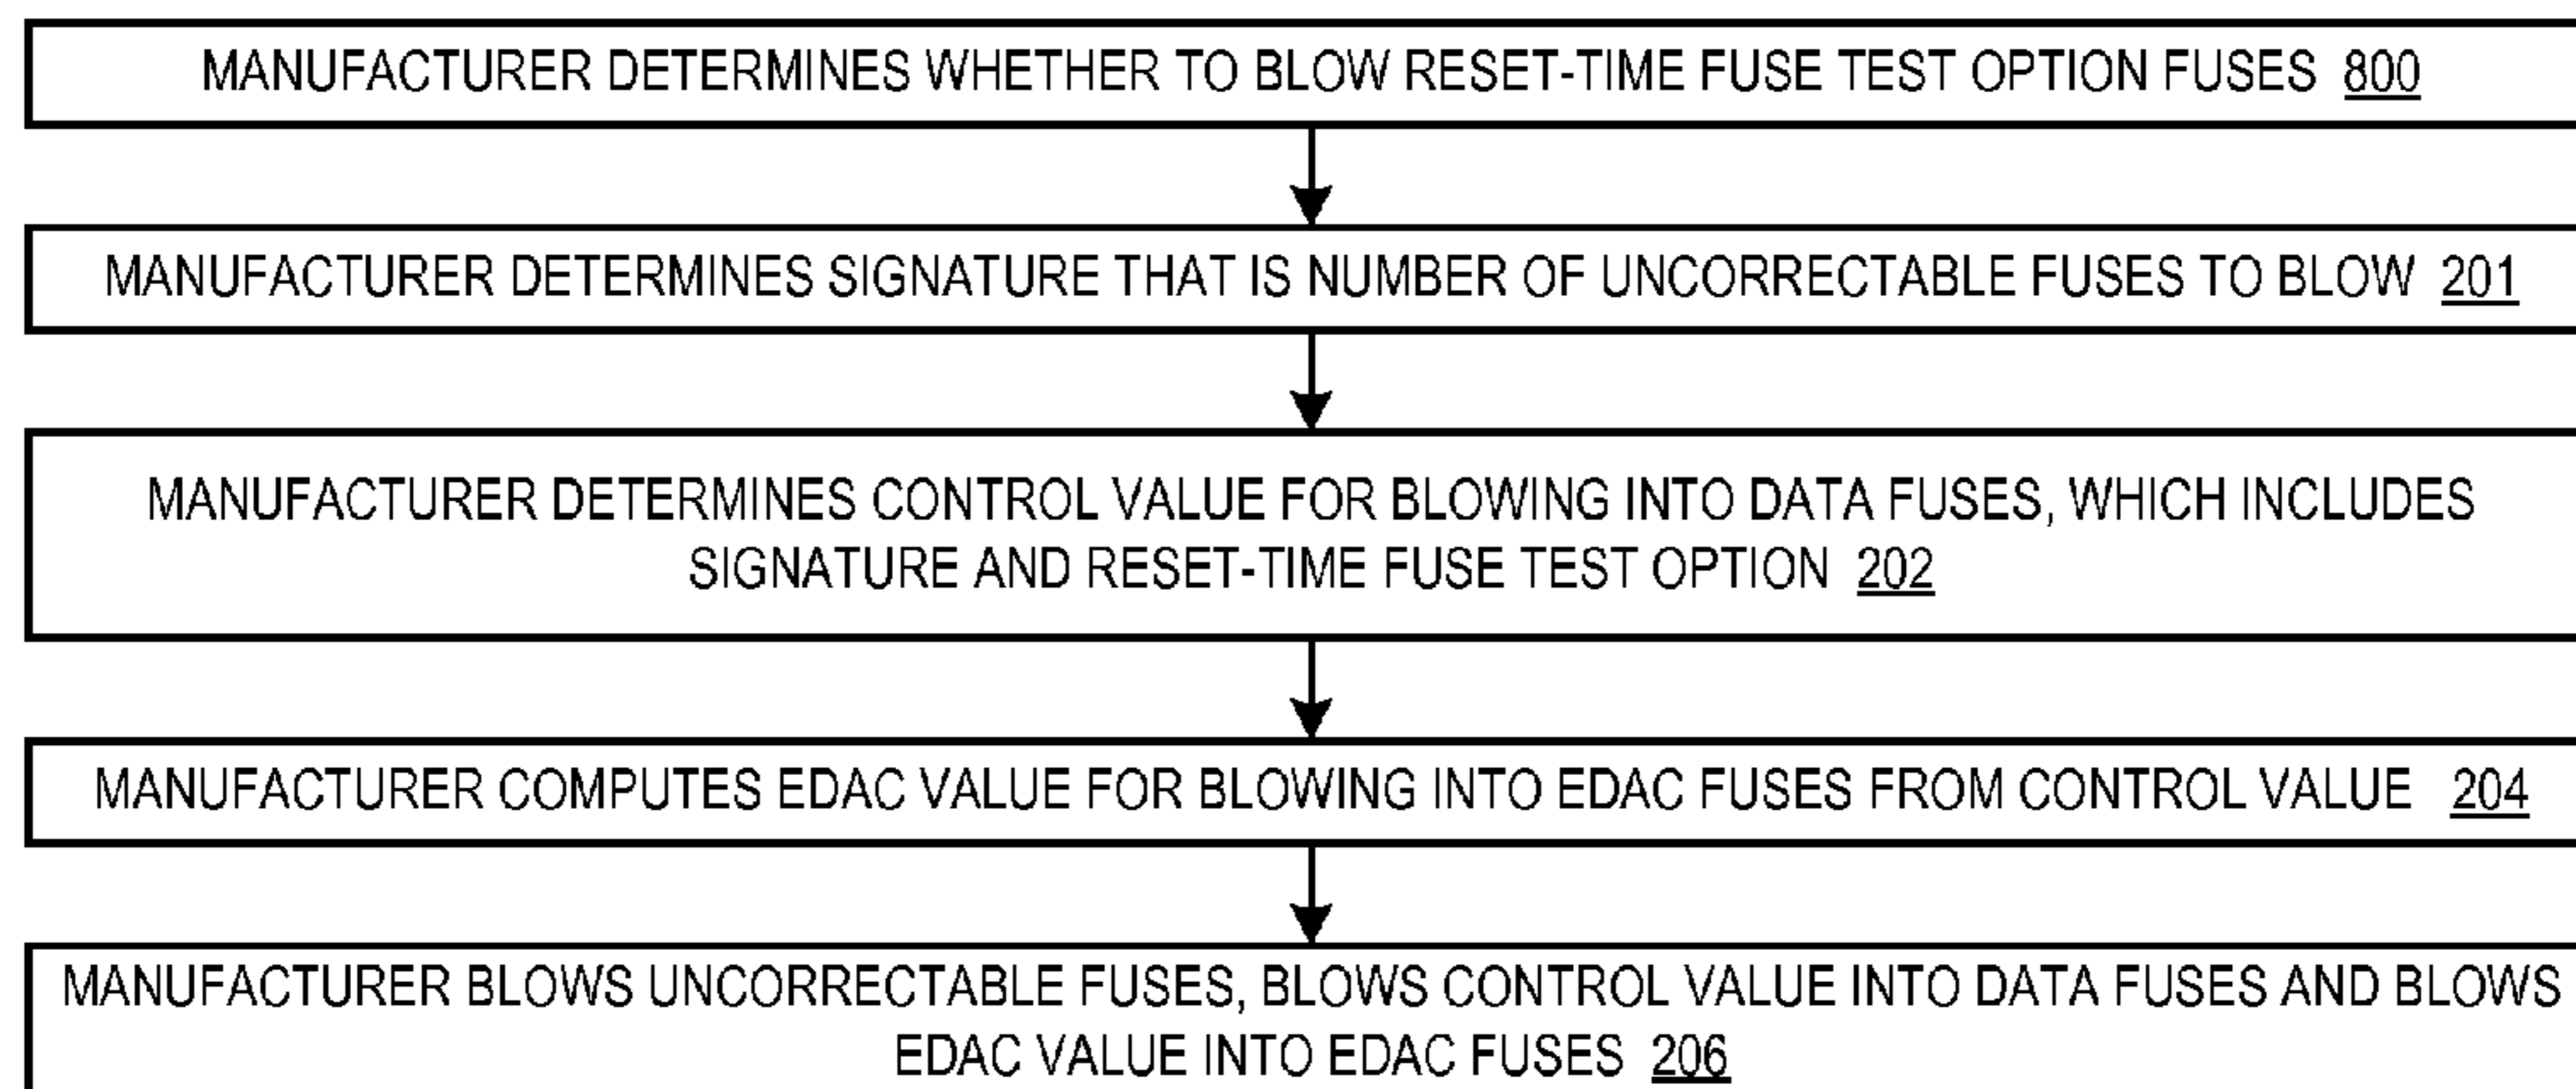 MANUFACTURER DETERMINES WHETHER TO BLOW RESET-TIME FUSE TEST OPTION FUSES 800
MANUFACTURER DETERMINES SIGNATURE THAT IS NUMBER OF UNCORRECTABLE FUSES TO BLOW 201
MANUFACTURER DETERMINES CONTROL VALUE FOR BLOWING INTO DATA FUSES, WHICH INCLUDES
SIGNATURE AND RESET-TIME FUSE TEST OPTION 202
MANUFACTURER COMPUTES EDAC VALUE FOR BLOWING INTO EDAC FUSES FROM CONTROL VALUE 204
MANUFACTURER BLOWS UNCORRECTABLE FUSES, BLOWS CONTROL VALUE INTO DATA FUSES AND BLOWS
EDAC VALUE INTO EDAC FUSES 206